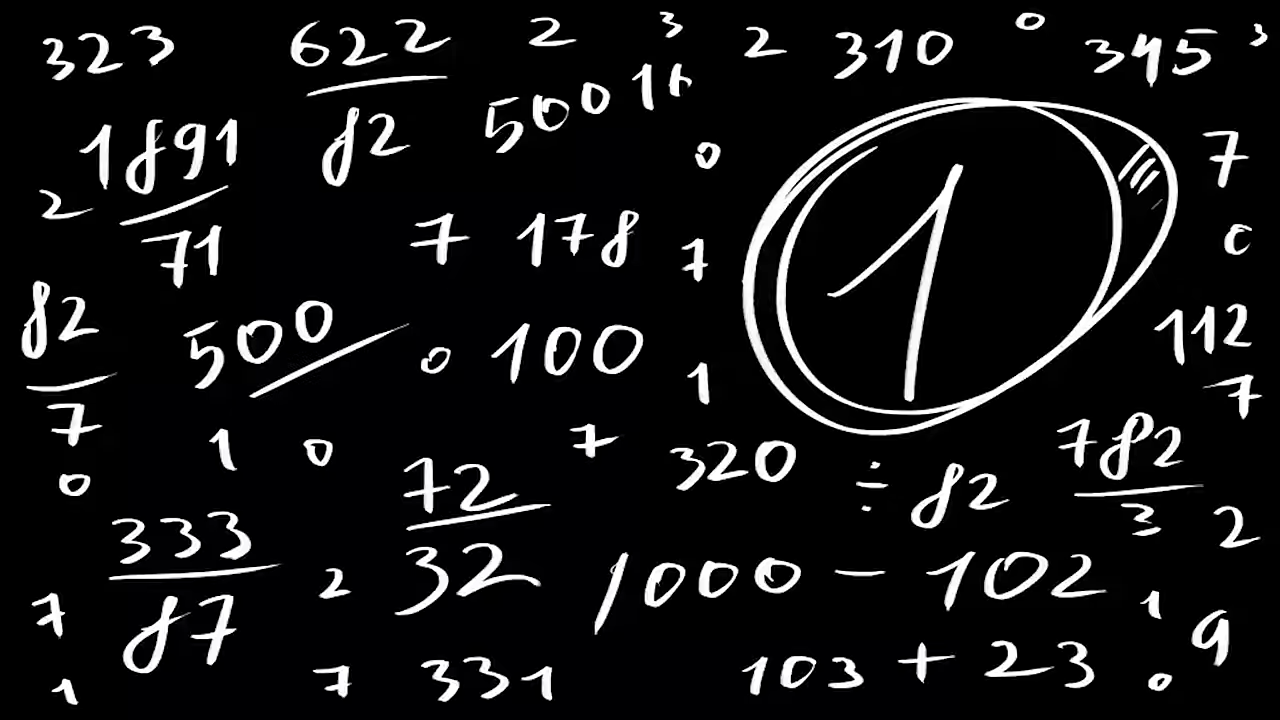 323 622 2 3 2 310 0 345 3
82 500 11
1891 0 7
2 71 7 178 7 0
82 500 0 100 1 1 112
7 1 0 7 320 ÷ 82 782 7
0 72 3 2
333 32 1000 - 102 1
7 87 2 9
1 7 331 103 + 23 0